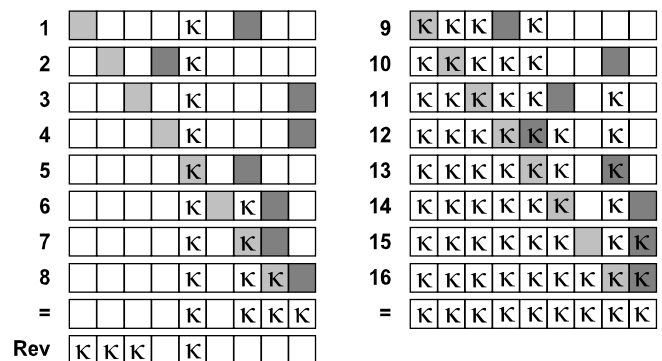 1 κ
2 κ
3 κ
4 κ
5 κ
6 κ κ
7 κ κ
8 κ κ κ
= κ κ κ κ
Rev κ κ κ κ
9 κ κ κ κ
10 κ κ κ κ κ
11 κ κ κ κ κ κ
12 κ κ κ κ κ κ κ
13 κ κ κ κ κ κ κ
14 κ κ κ κ κ κ κ
15 κ κ κ κ κ κ κ κ
16 κ κ κ κ κ κ κ κ κ
= κ κ κ κ κ κ κ κ κ